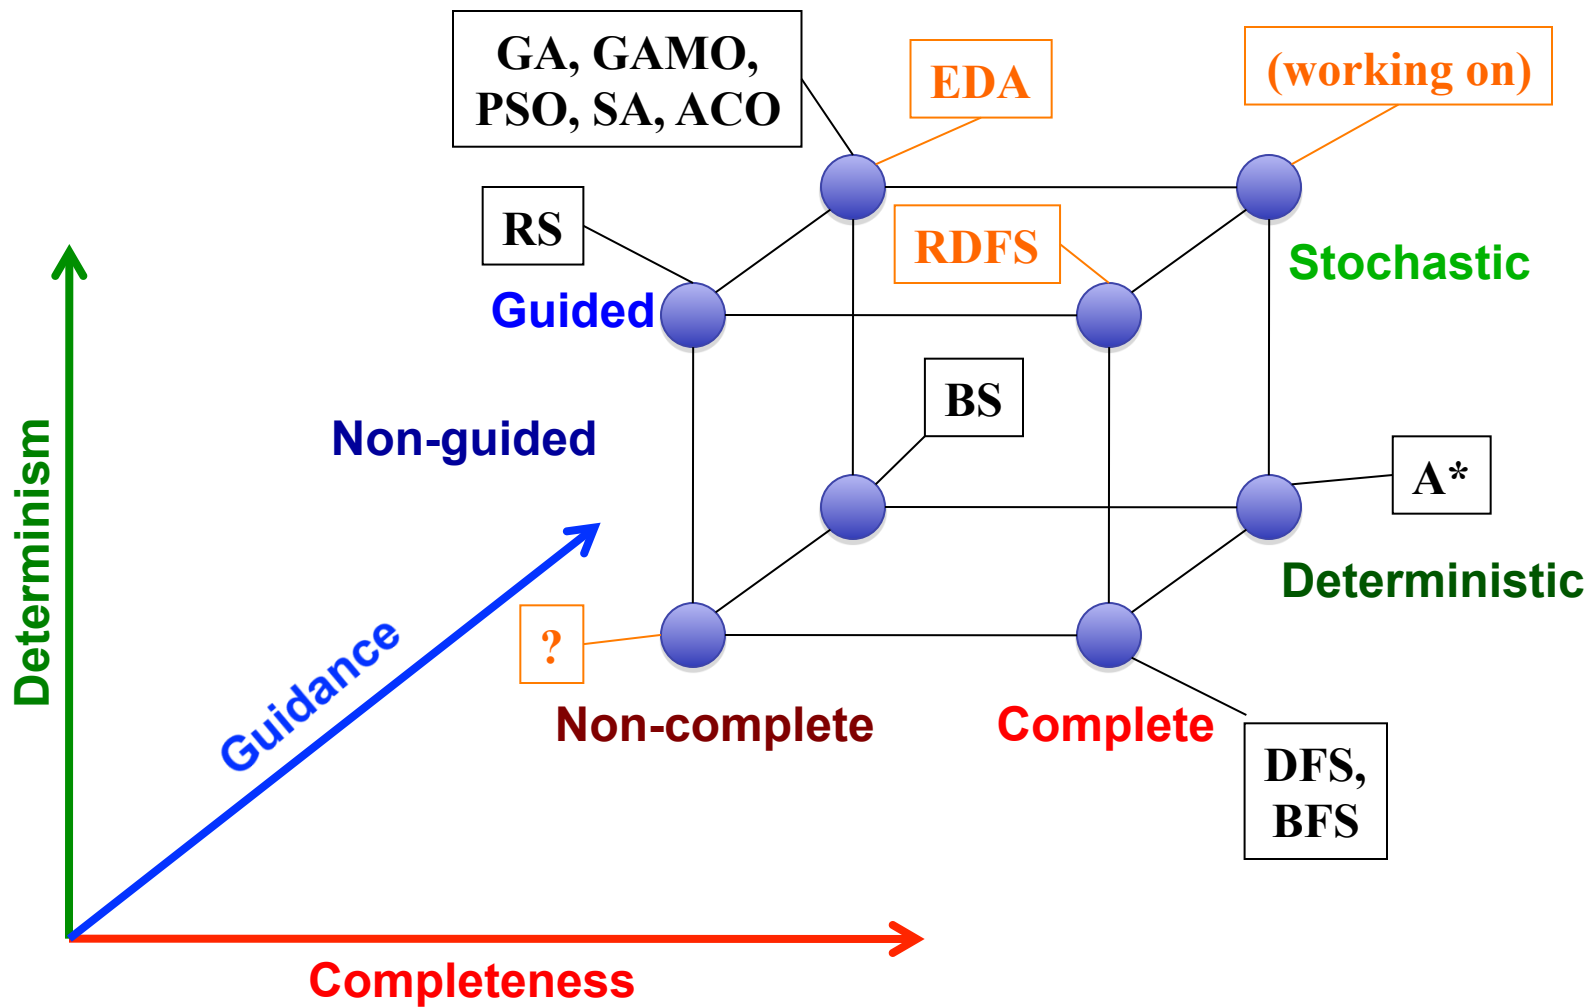 GA, GAMO,
PSO, SA, ACO
EDA
(working on)
RS
RDFS
Stochastic
Guided
BS
Non-guided
A*
Determinism
Deterministic
Guidance
?
Non-complete
Complete
DFS,
BFS
Completeness